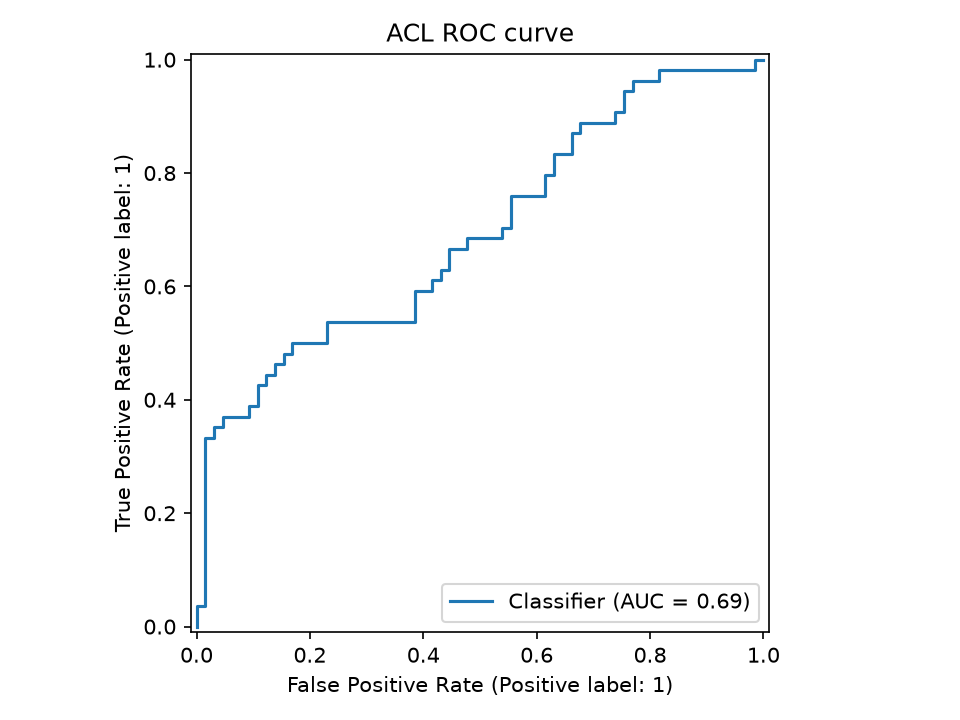 ACL ROC curve
True Positive Rate (Positive label: 1)
1.0
0.8
0.6
0.4
0.2
0.0
Classifier (AUC = 0.69)
0.0 0.2 0.4 0.6 0.8 1.0
False Positive Rate (Positive label: 1)